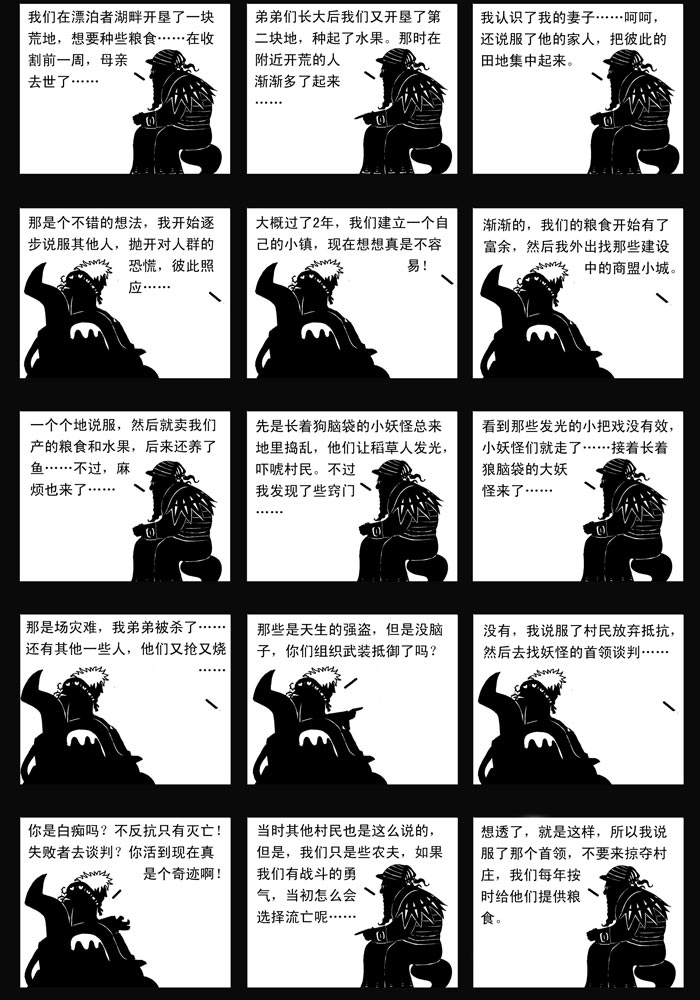 我们在漂泊者湖畔开垦了一块
荒地，想要种些粮食……在收
割前一周，母亲
去世了……
弟弟们长大后我们又开垦了第
二块地，种起了水果。那时在
附近开荒的人
渐渐多了起来
……
我认识了我的妻子……呵呵，
还说服了他的家人，把彼此的
田地集中起来。
那是个不错的想法，我开始逐
步说服其他人，抛开对人群的
恐慌，彼此照
应……
大概过了2年，我们建立一个自
己的小镇，现在想想真是不容
易！
渐渐的，我们的粮食开始有了
富余，然后我外出找那些建设
中的商盟小城。
一个个地说服，然后就卖我们
产的粮食和水果，后来还养了
鱼……不过，麻
烦也来了……
先是长着狗脑袋的小妖怪总来
地里捣乱，他们让稻草人发光，
吓唬村民。不过
我发现了些窍门
……
看到那些发光的小把戏没有效，
小妖怪们就走了……接着长着
狼脑袋的大妖
怪来了……
那是场灾难，我弟弟被杀了……
还有其他一些人，他们又抢又烧
……
那些是天生的强盗，但是没脑
子，你们组织武装抵御了吗？
没有，我说服了村民放弃抵抗，
然后去找妖怪的首领谈判……
你是白痴吗？不反抗只有灭亡！
失败者去谈判？你活到现在真
是个奇迹啊！
当时其他村民也是这么说的，
但是，我们只是些农夫，如果
我们有战斗的勇
气，当初怎么会
选择流亡呢……
想透了，就是这样，所以我说
服了那个首领，不要来掠夺村
庄，我们每年按
时给他们提供粮
食。